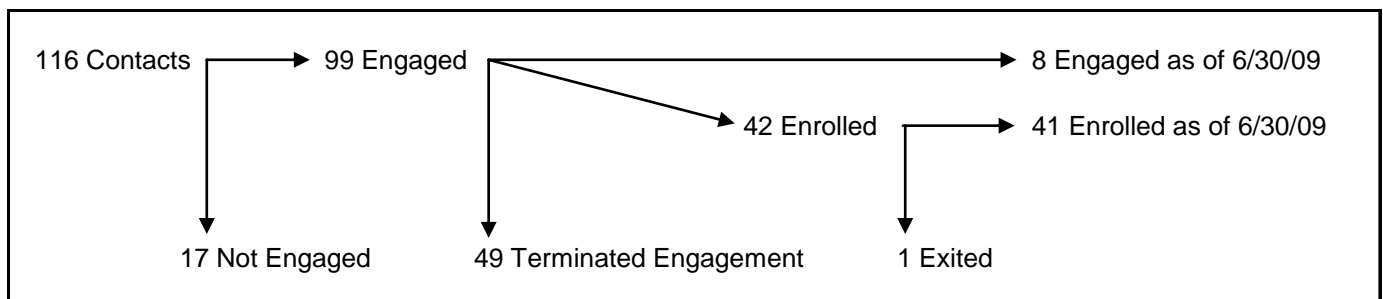 116 Contacts 99 Engaged 8 Engaged as of 6/30/09
42 Enrolled 41 Enrolled as of 6/30/09
17 Not Engaged 49 Terminated Engagement 1 Exited